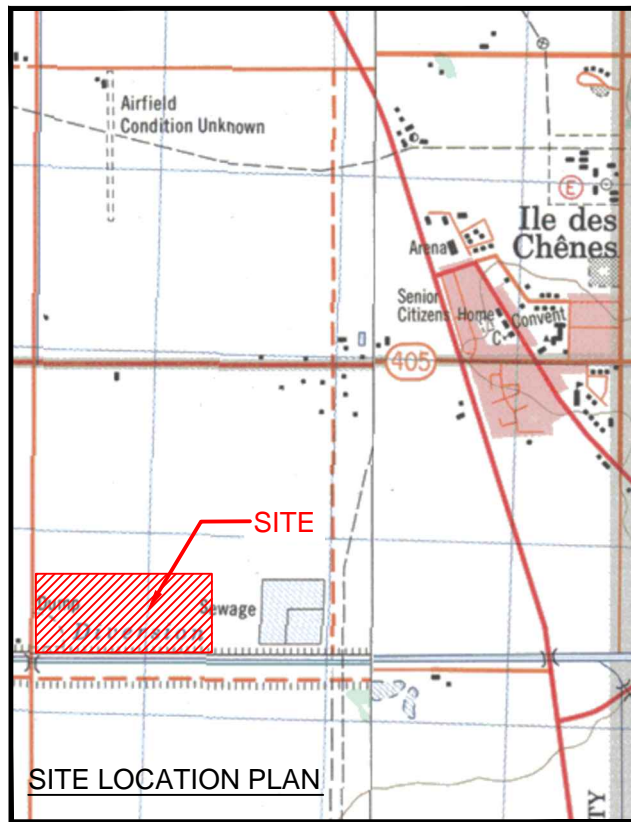 Airfield
Condition Unknown
E
Ile des
Chênes
Arena
Senior
Citizens Home
C
Convent
405
SITE
Dump
Sewage
Diversion
SITE LOCATION PLAN
TY